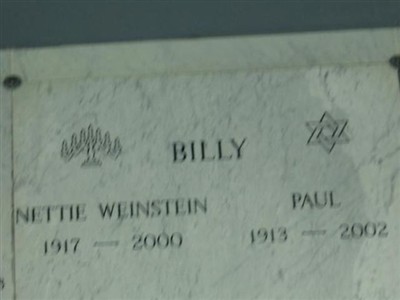 BILLY
NETTIE WEINSTEIN PAUL
1917 — 2000 1913 — 2002